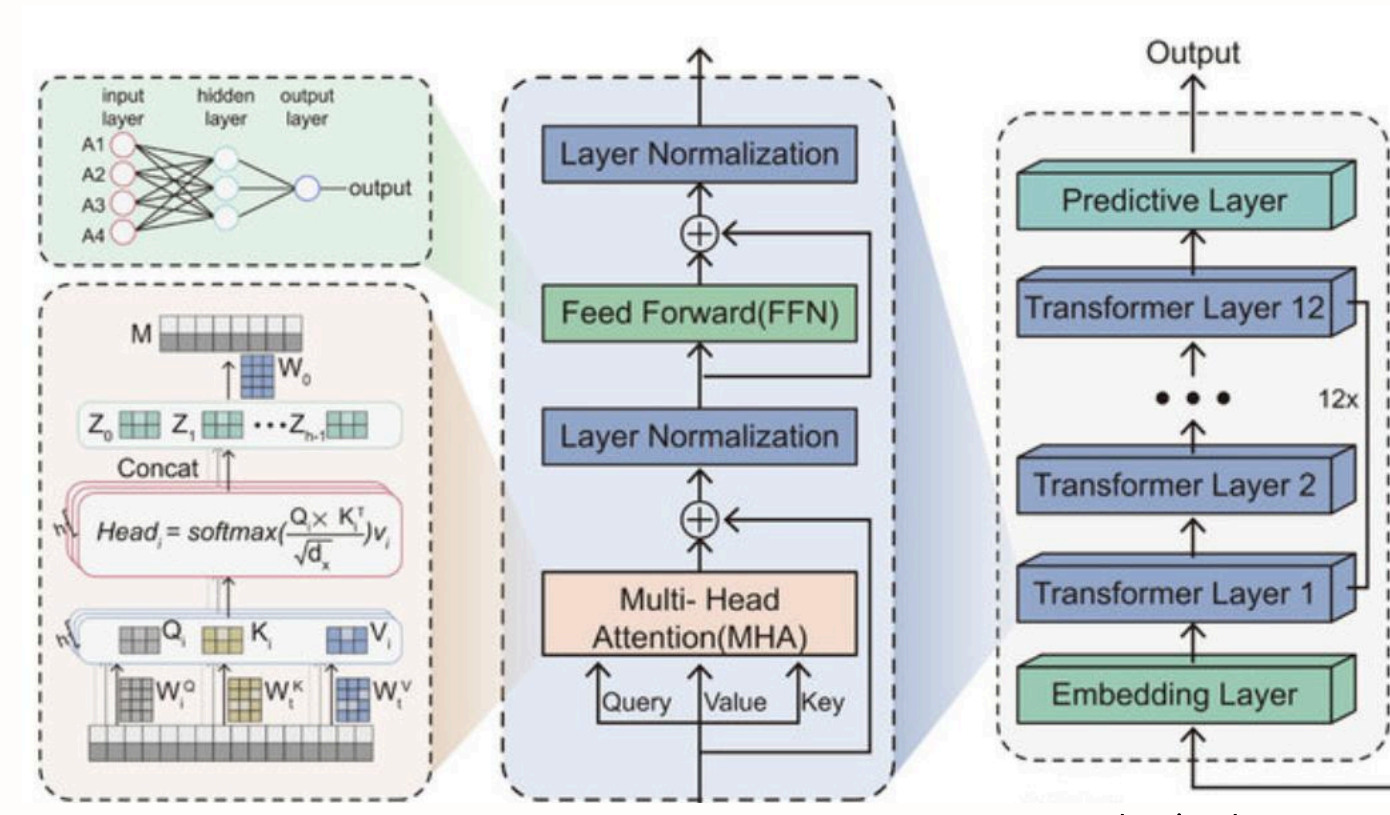 input hidden output
layer layer layer
A1
A2
A3
A4
output
M
W0
Z0 Z1 ••• Zh-1
Concat
h
Headi = softmax(Qi× KiT/√dx)vi
h
Qi Ki Vi
WiQ WtK WtV
Layer Normalization
+
Feed Forward(FFN)
Layer Normalization
+
Multi- Head
Attention(MHA)
Query Value Key
Output
Predictive Layer
Transformer Layer 12
12x
Transformer Layer 2
Transformer Layer 1
Embedding Layer